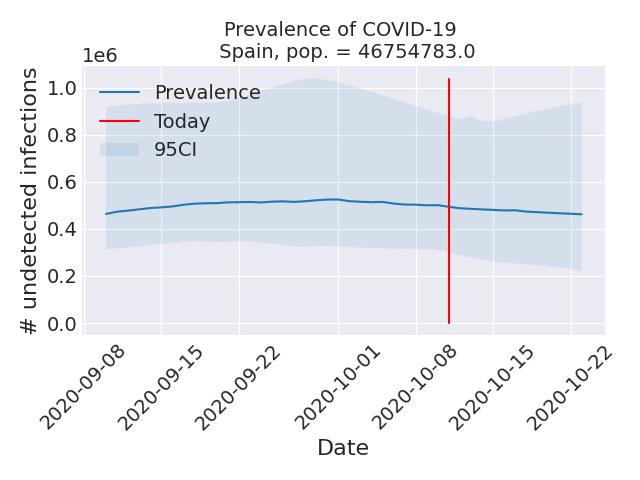 Prevalence of COVID-19
Spain, pop. = 46754783.0
1e6
# undetected infections
1.0
0.8
0.6
0.4
0.2
0.0
Prevalence
Today
95CI
2020-09-08
2020-09-15
2020-09-22
2020-10-01
2020-10-08
2020-10-15
2020-10-22
Date